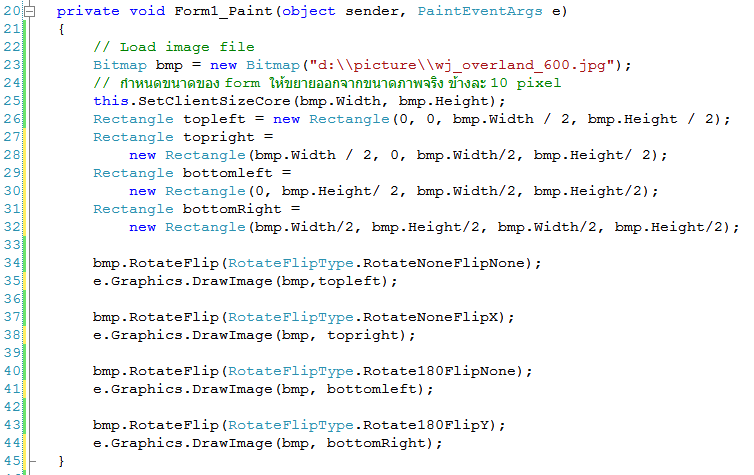 20 private void Form1_Paint(object sender, PaintEventArgs e)
21 {
22 // Load image file
23 Bitmap bmp = new Bitmap("d:\\picture\\wj_overland_600.jpg");
24 // กำหนดขนาดของ form ให้ขยายออกจากขนาดภาพจริง ข้างละ 10 pixel
25 this.SetClientSizeCore(bmp.Width, bmp.Height);
26 Rectangle topleft = new Rectangle(0, 0, bmp.Width / 2, bmp.Height / 2);
27 Rectangle topright =
28 new Rectangle(bmp.Width / 2, 0, bmp.Width/2, bmp.Height/ 2);
29 Rectangle bottomleft =
30 new Rectangle(0, bmp.Height/ 2, bmp.Width/2, bmp.Height/2);
31 Rectangle bottomRight =
32 new Rectangle(bmp.Width/2, bmp.Height/2, bmp.Width/2, bmp.Height/2);
33
34 bmp.RotateFlip(RotateFlipType.RotateNoneFlipNone);
35 e.Graphics.DrawImage(bmp,topleft);
36
37 bmp.RotateFlip(RotateFlipType.RotateNoneFlipX);
38 e.Graphics.DrawImage(bmp, topright);
39
40 bmp.RotateFlip(RotateFlipType.Rotate180FlipNone);
41 e.Graphics.DrawImage(bmp, bottomleft);
42
43 bmp.RotateFlip(RotateFlipType.Rotate180FlipY);
44 e.Graphics.DrawImage(bmp, bottomRight);
45 }